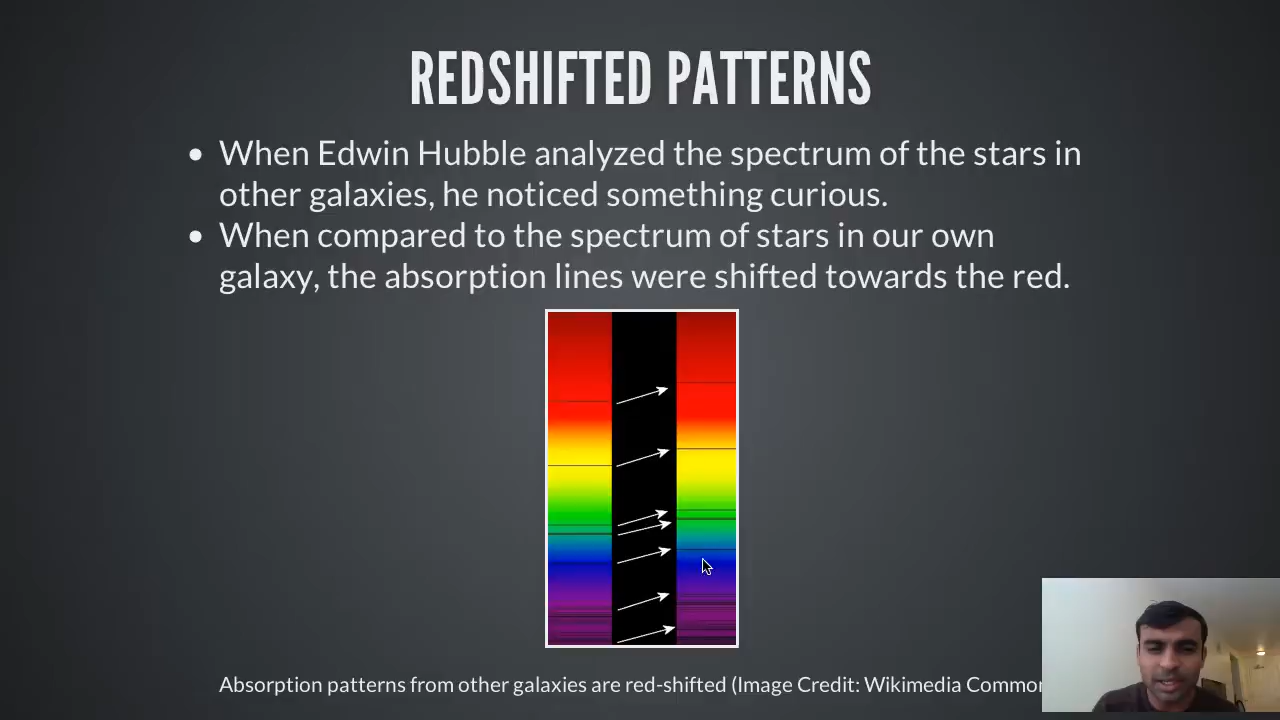 REDSHIFTED PATTERNS
• When Edwin Hubble analyzed the spectrum of the stars in
other galaxies, he noticed something curious.
• When compared to the spectrum of stars in our own
galaxy, the absorption lines were shifted towards the red.
Absorption patterns from other galaxies are red-shifted (Image Credit: Wikimedia